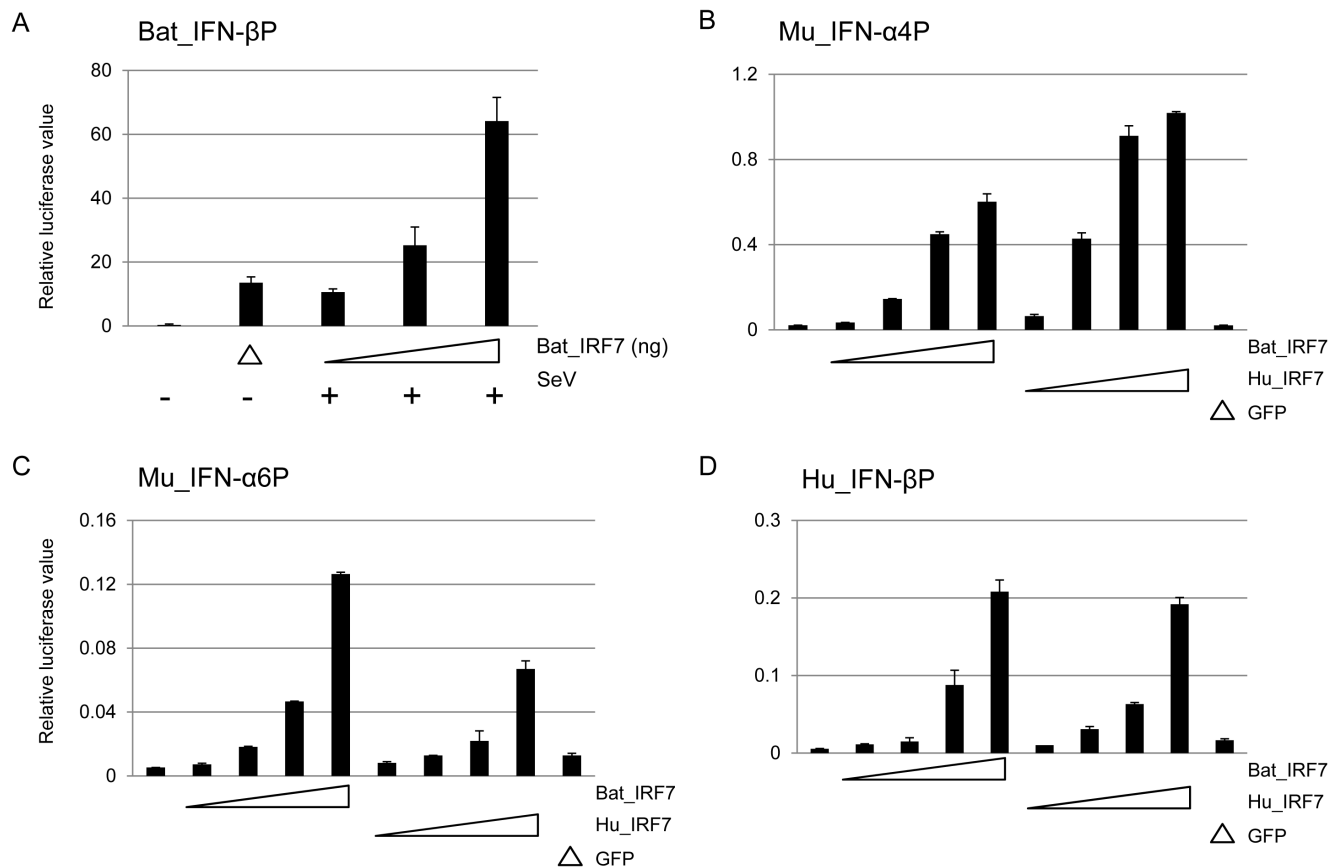 A
Bat_IFN-βP
Relative luciferase value
80
60
40
20
0
Bat_IRF7 (ng)
SeV
- - + + +
B
Mu_IFN-α4P
1.2
0.8
0.4
0
Bat_IRF7
Hu_IRF7
GFP
C
Mu_IFN-α6P
Relative luciferase value
0.16
0.12
0.08
0.04
0
Bat_IRF7
Hu_IRF7
GFP
D
Hu_IFN-βP
0.3
0.2
0.1
0
Bat_IRF7
Hu_IRF7
GFP